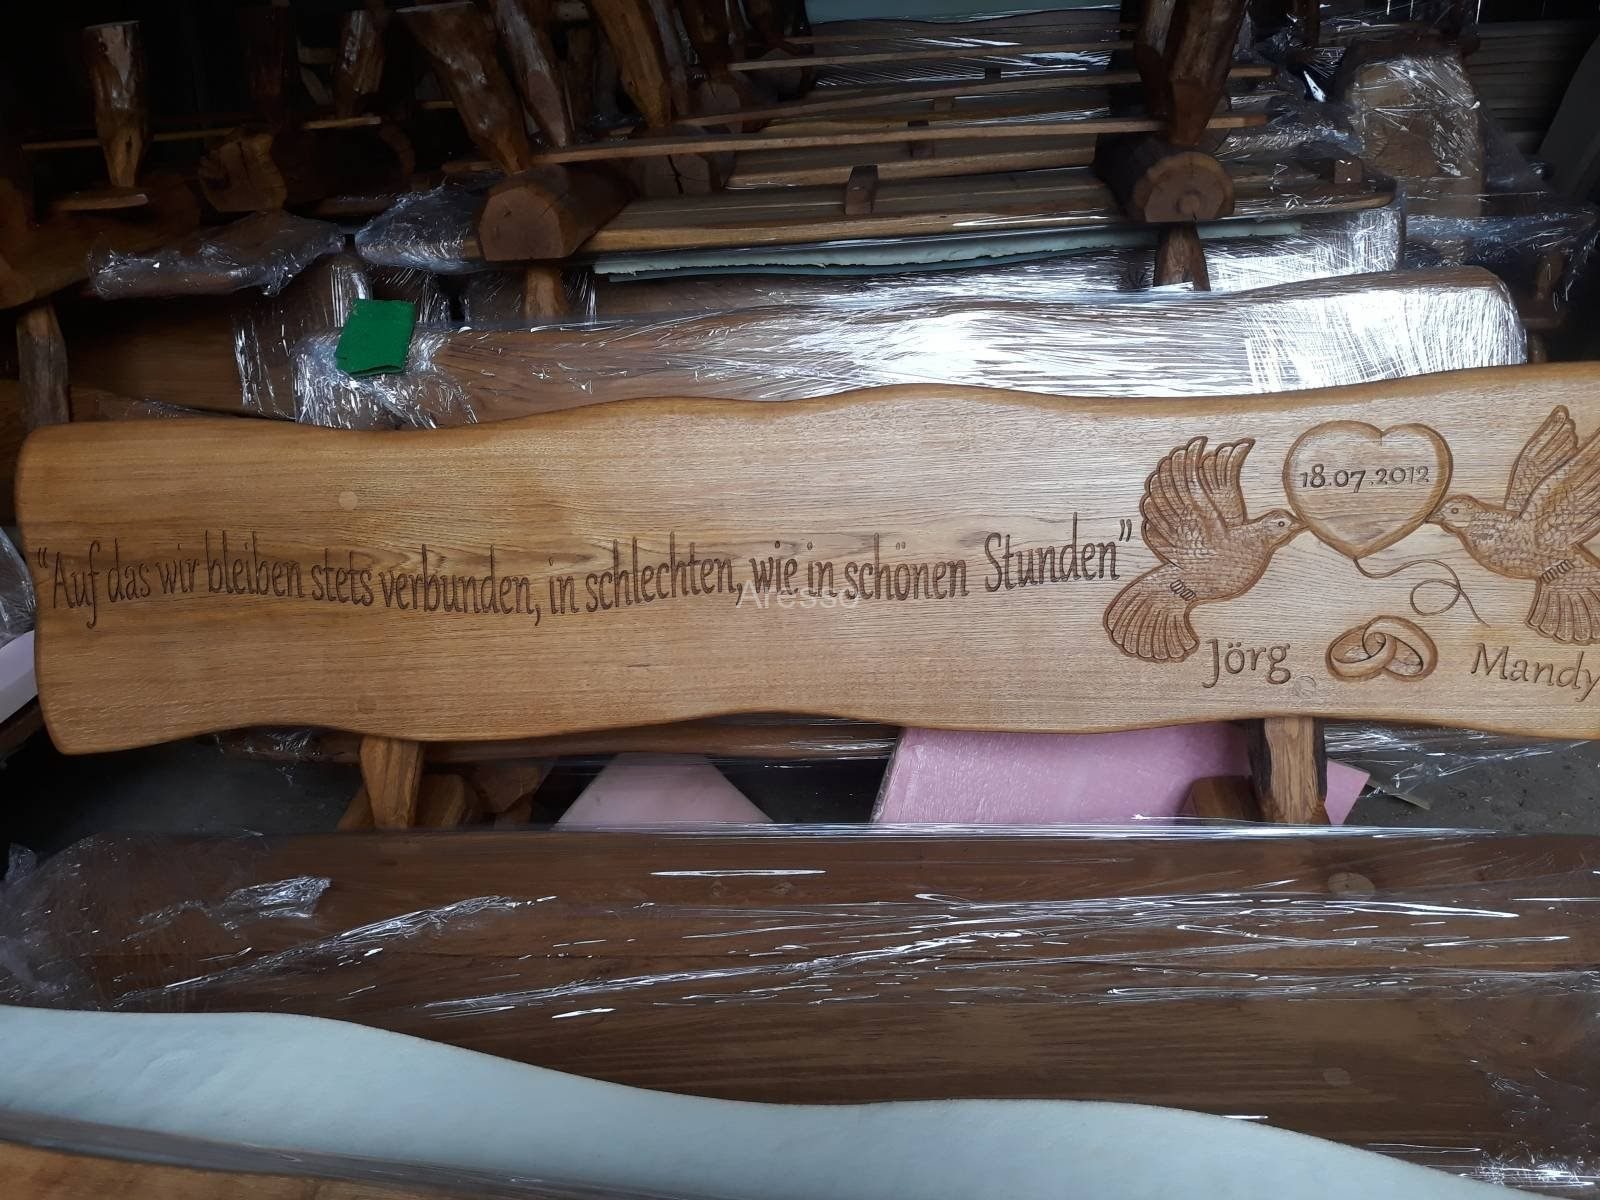 "Auf das wir bleiben stets verbunden, in schlechten, wie in schönen Stunden"
18.07.2012
Jörg
Mandy
Aresso